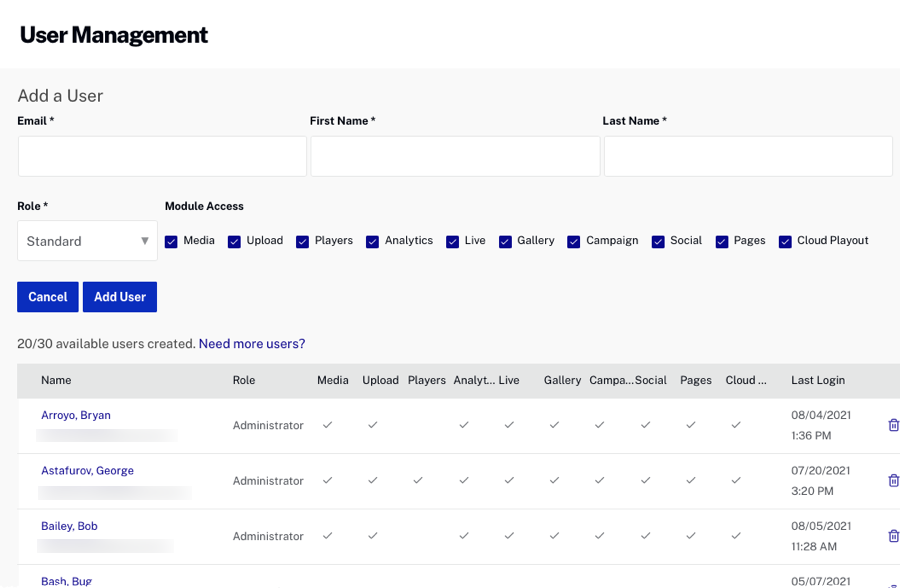 User Management
Add a User
Email * First Name * Last Name *
Role * Module Access
Standard Media Upload Players Analytics Live Gallery Campaign Social Pages Cloud Playout
Cancel Add User
20/30 available users created. Need more users?
Name Role Media Upload Players Analyt... Live Gallery Campa... Social Pages Cloud ... Last Login
Arroyo, Bryan Administrator 08/04/2021
1:36 PM
Astafurov, George Administrator 07/20/2021
3:20 PM
Bailey, Bob Administrator 08/05/2021
11:28 AM
Bash, Bug 05/07/2021